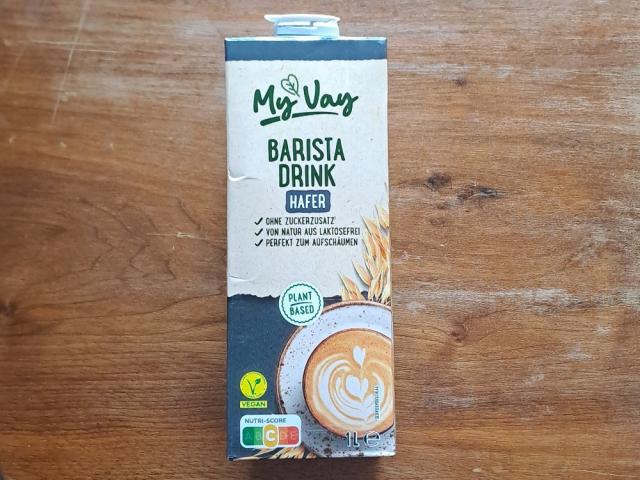 My Vay
BARISTA
DRINK
HAFER
OHNE ZUCKERZUSATZ
VON NATUR AUS LAKTOSEFREI
PERFEKT ZUM AUFSCHÄUMEN
PLANT
BASED
V
VEGAN
NUTRI-SCORE
A B C D E
1L e